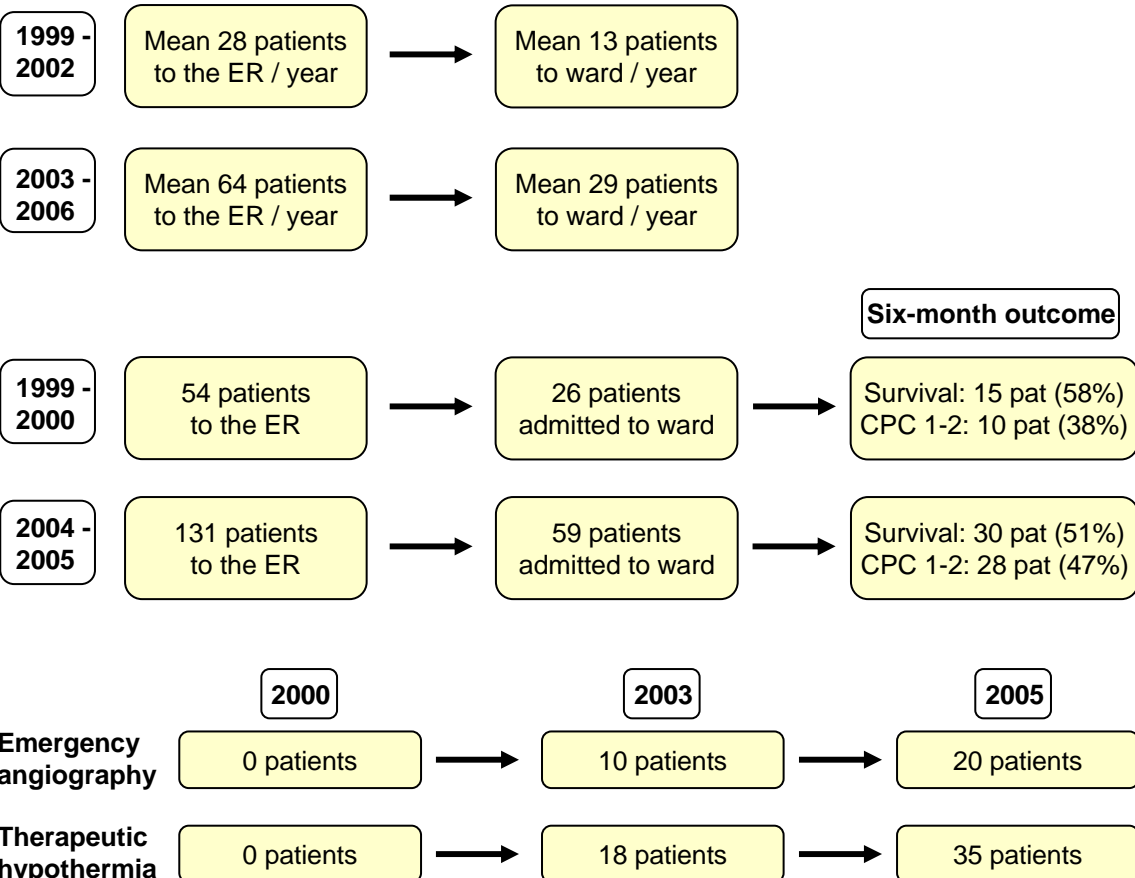 1999 -
2002
Mean 28 patients
to the ER / year
Mean 13 patients
to ward / year
2003 -
2006
Mean 64 patients
to the ER / year
Mean 29 patients
to ward / year
Six-month outcome
1999 -
2000
54 patients
to the ER
26 patients
admitted to ward
Survival: 15 pat (58%)
CPC 1-2: 10 pat (38%)
2004 -
2005
131 patients
to the ER
59 patients
admitted to ward
Survival: 30 pat (51%)
CPC 1-2: 28 pat (47%)
2000
2003
2005
Emergency
angiography
0 patients
10 patients
20 patients
Therapeutic
hypothermia
0 patients
18 patients
35 patients